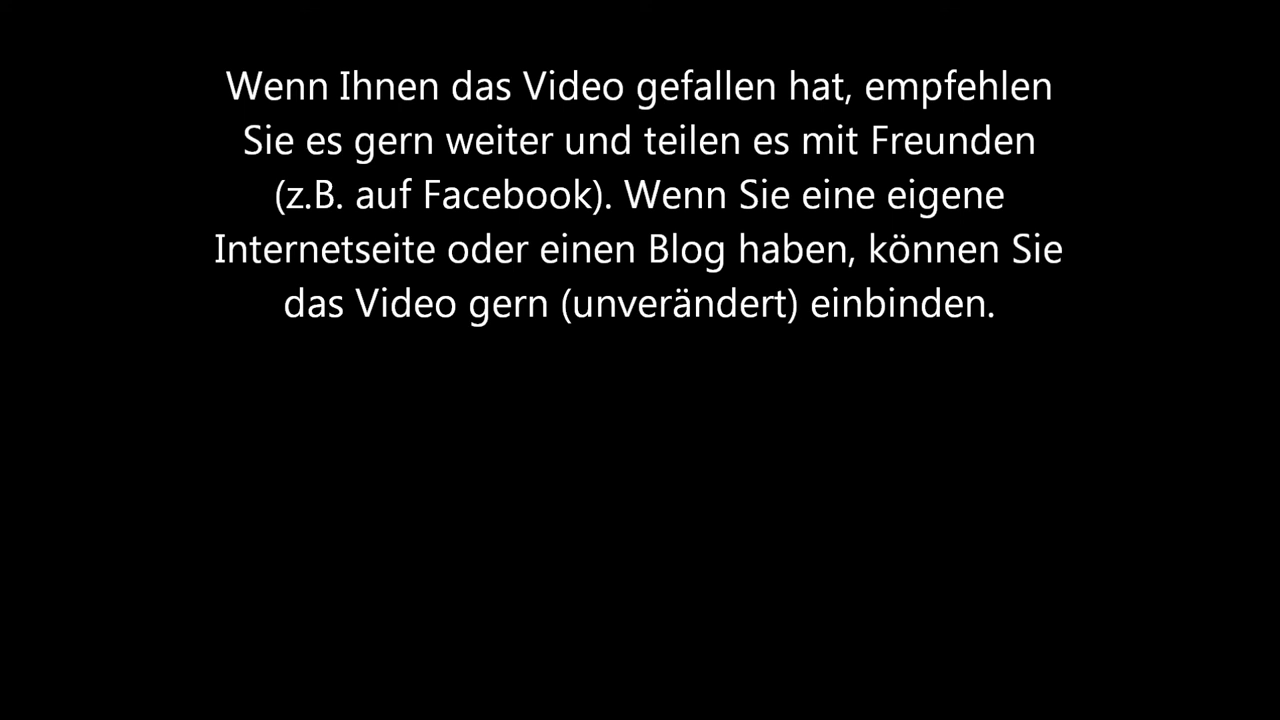 Wenn Ihnen das Video gefallen hat, empfehlen
Sie es gern weiter und teilen es mit Freunden
(z.B. auf Facebook). Wenn Sie eine eigene
Internetseite oder einen Blog haben, können Sie
das Video gern (unverändert) einbinden.